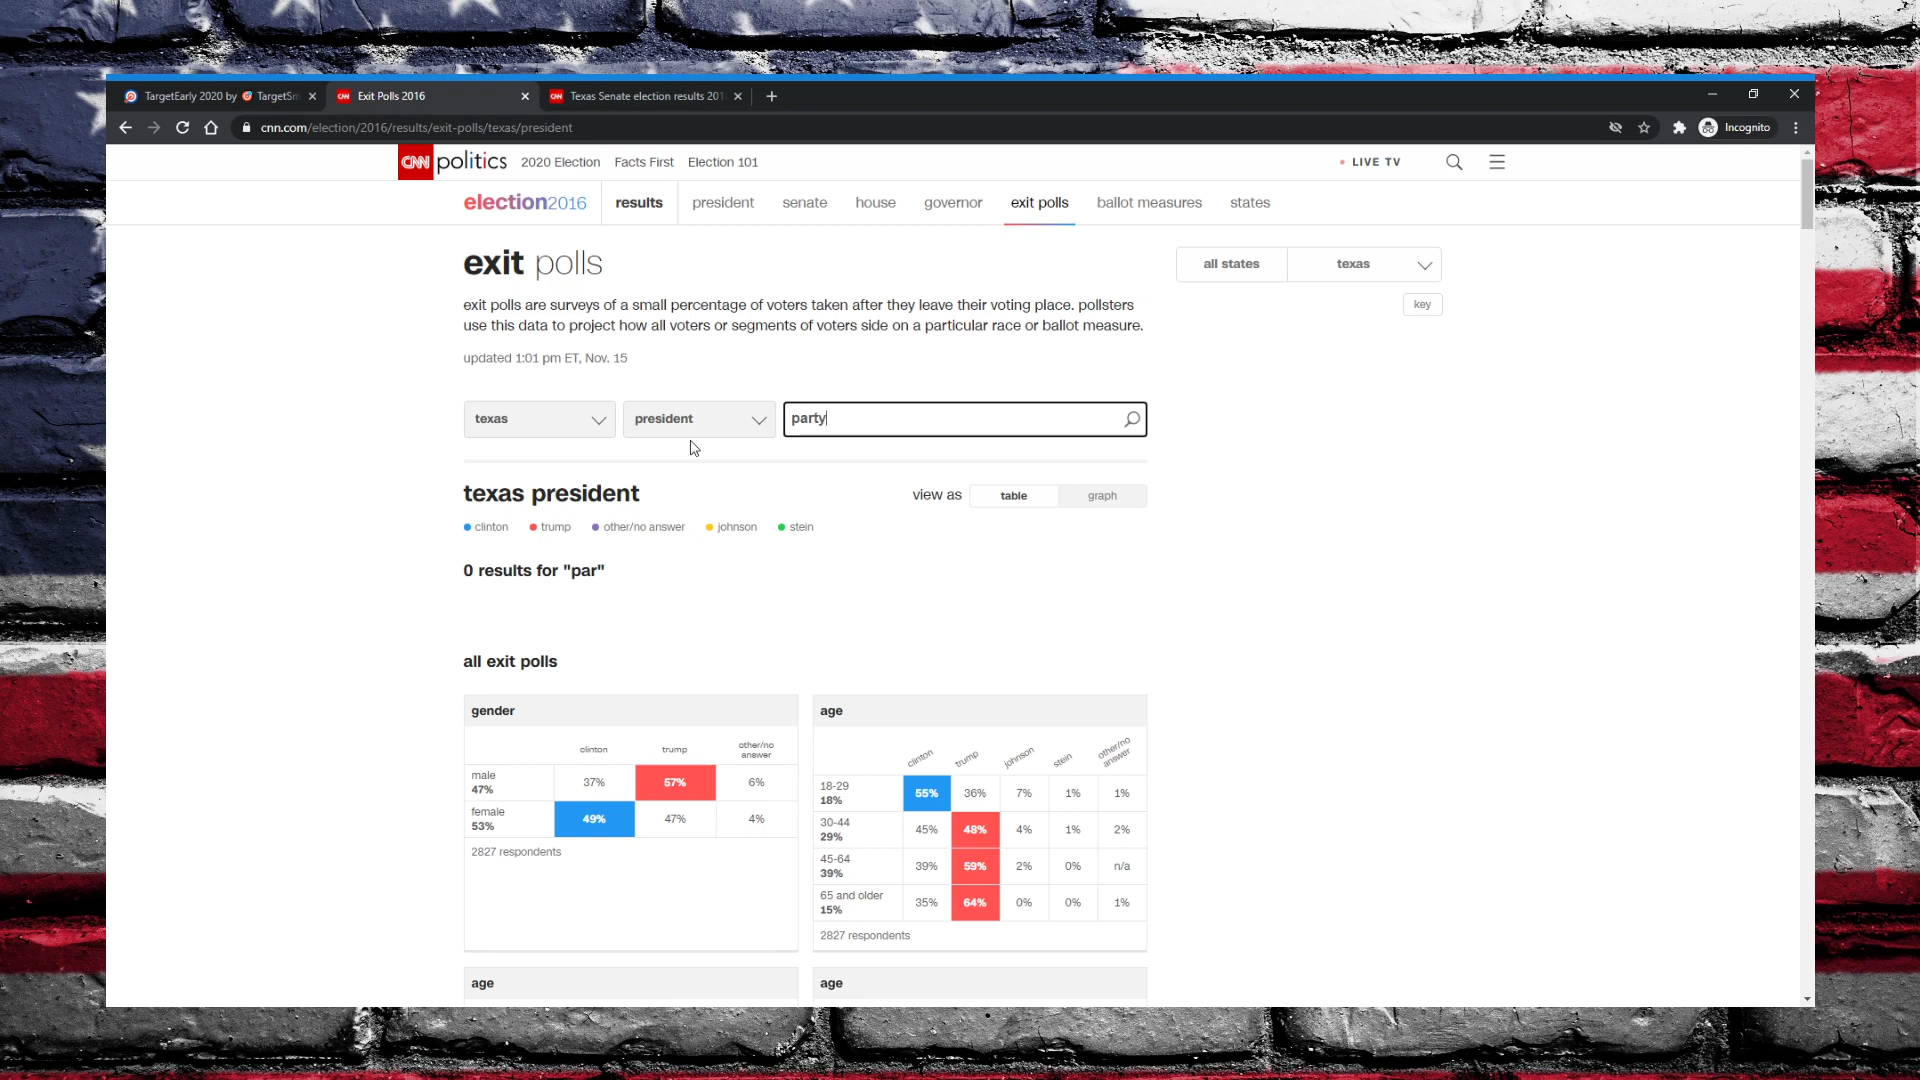 TargetEarly 2020 by TargetSm
Exit Polls 2016
Texas Senate election results 201
cnn.com/election/2016/results/exit-polls/texas/president
Incognito
CNN politics 2020 Election Facts First Election 101
LIVE TV
election2016 results president senate house governor exit polls ballot measures states
exit polls
all states texas
exit polls are surveys of a small percentage of voters taken after they leave their voting place. pollsters
use this data to project how all voters or segments of voters side on a particular race or ballot measure.
key
updated 1:01 pm ET, Nov. 15
texas president party
texas president
view as table graph
clinton trump other/no answer johnson stein
0 results for "par"
all exit polls
gender
clinton trump other/no answer
male 47% 37% 57% 6%
female 53% 49% 47% 4%
2827 respondents
age
clinton trump johnson stein other/no answer
18-29 18% 55% 36% 7% 1% 1%
30-44 29% 45% 48% 4% 1% 2%
45-64 39% 39% 59% 2% 0% n/a
65 and older 15% 35% 64% 0% 0% 1%
2827 respondents
age
age